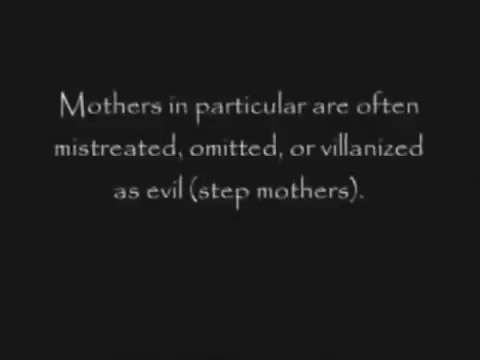 Mothers in particular are often
mistreated, omitted, or villanized
as evil (step mothers).